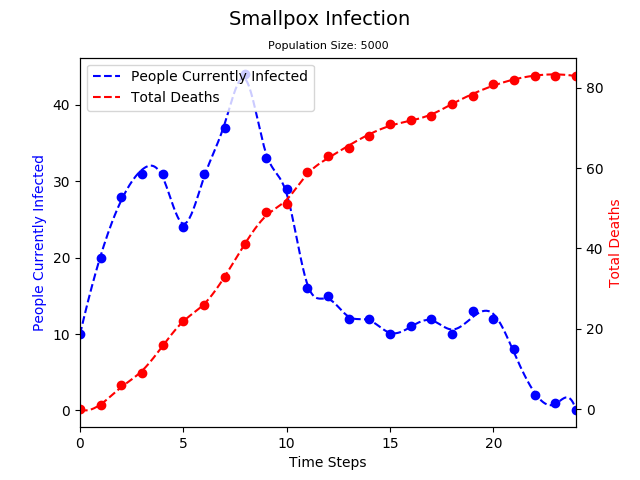 Smallpox Infection
Population Size: 5000
People Currently Infected
Total Deaths
40
30
20
10
0
People Currently Infected
80
60
40
20
0
Total Deaths
0 5 10 15 20
Time Steps